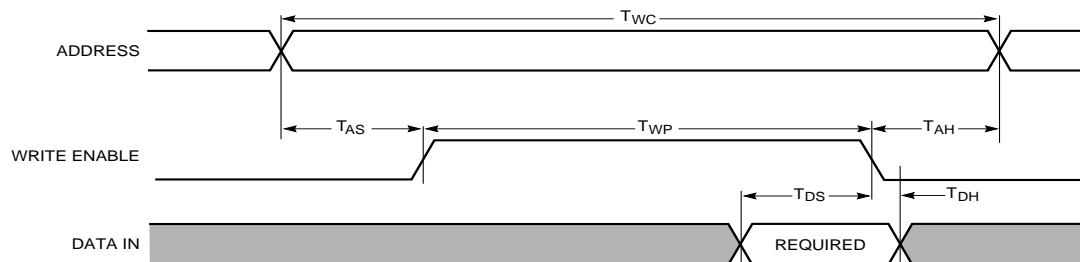 TWC
ADDRESS
TAS
TWP
TAH
WRITE ENABLE
TDS
TDH
DATA IN
REQUIRED